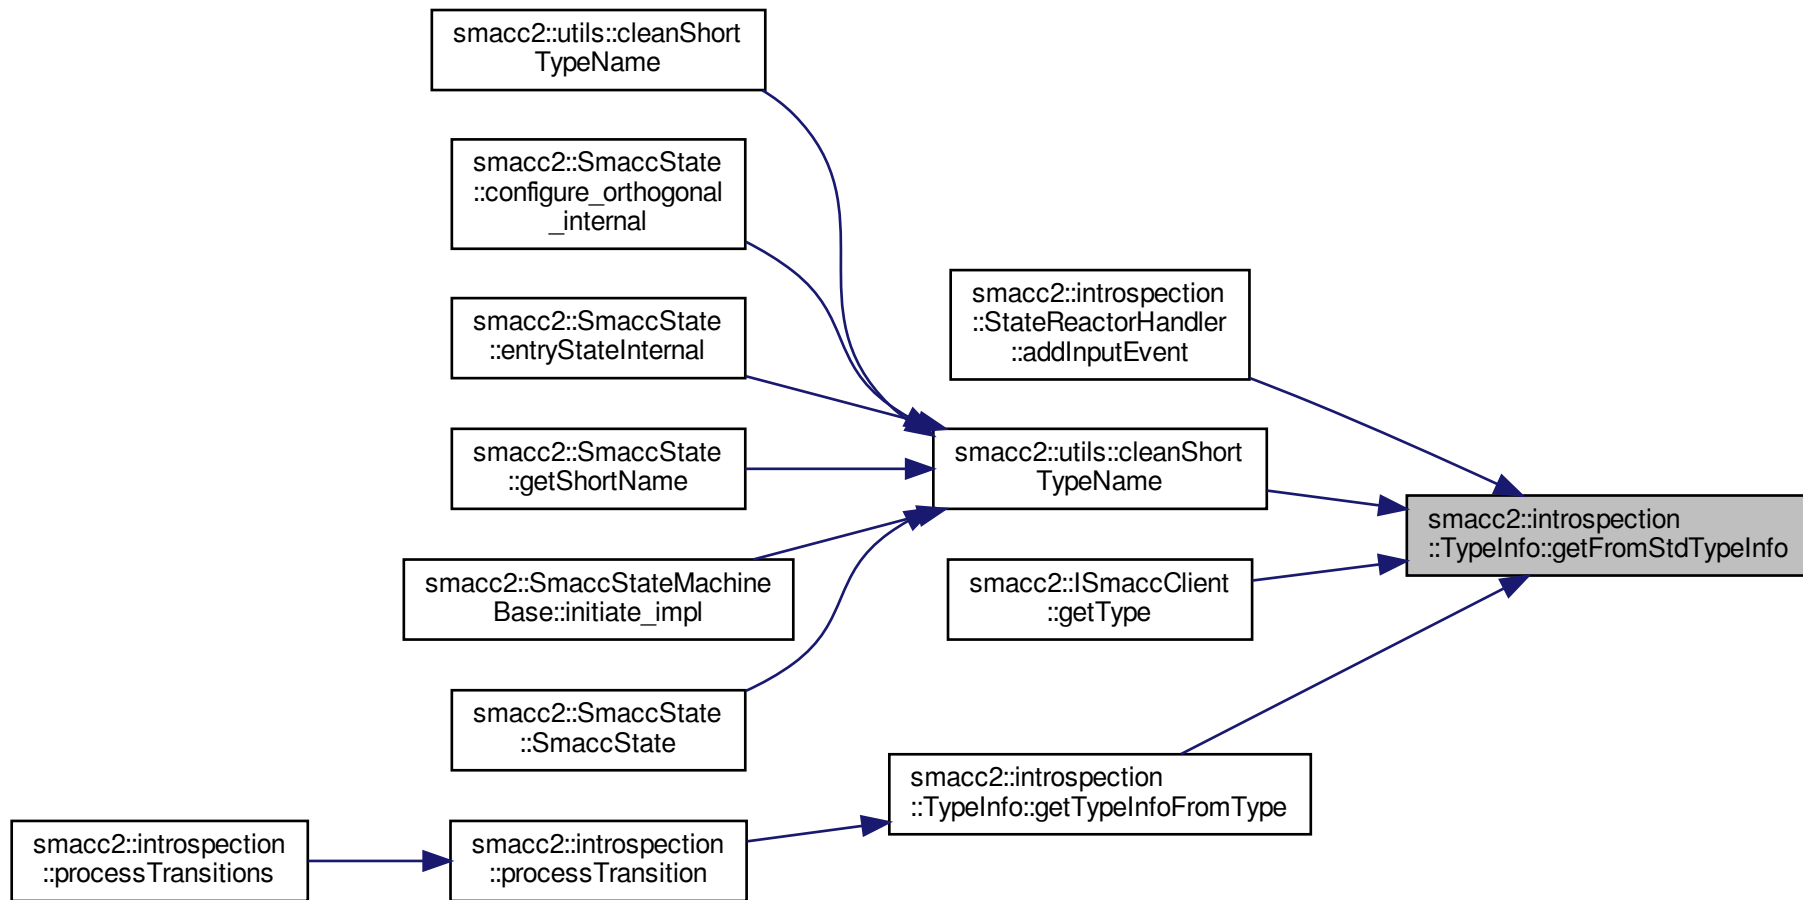 smacc2::utils::cleanShort
TypeName
smacc2::SmaccState
::configure_orthogonal
_internal
smacc2::SmaccState
::entryStateInternal
smacc2::SmaccState
::getShortName
smacc2::SmaccStateMachine
Base::initiate_impl
smacc2::SmaccState
::SmaccState
smacc2::introspection
::processTransitions
smacc2::introspection
::processTransition
smacc2::introspection
::StateReactorHandler
::addInputEvent
smacc2::utils::cleanShort
TypeName
smacc2::ISmaccClient
::getType
smacc2::introspection
::TypeInfo::getTypeInfoFromType
smacc2::introspection
::TypeInfo::getFromStdTypeInfo